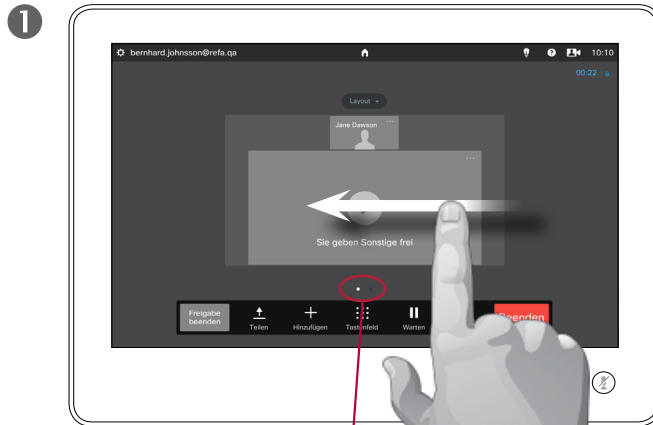 1
bernhard.johnsson@refa.qa
10:10
00:22
Layout
Jane Dawson
Sie geben Sonstige frei
Freigabe
beenden
Teilen
Hinzufügen
Tastenfeld
Warten
Beenden